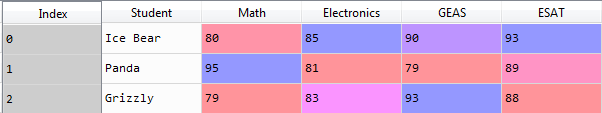 Index Student Math Electronics GEAS ESAT
0 Ice Bear 80 85 90 93
1 Panda 95 81 79 89
2 Grizzly 79 83 93 88